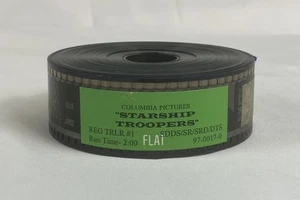 COLUMBIA PICTURES
"STARSHIP
TROOPERS"
REG TRLR #1 SDDS/SR/SRD/DTS
FLAT
Run Time- 2:00 97-0017-0